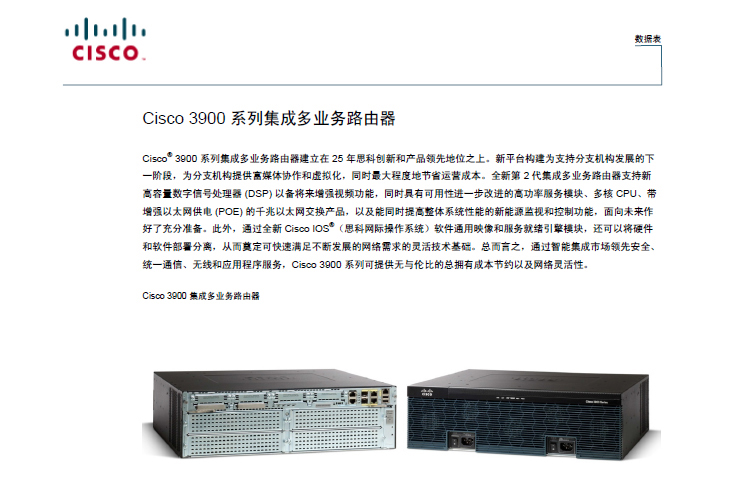 CISCO™
数据表
Cisco 3900 系列集成多业务路由器
Cisco® 3900 系列集成多业务路由器建立在 25 年思科创新和产品领先地位之上。新平台构建为支持分支机构发展的下
一阶段，为分支机构提供富媒体协作和虚拟化，同时最大程度地节省运营成本。全新第 2 代集成多业务路由器支持新
高容量数字信号处理器 (DSP) 以备将来增强视频功能，同时具有可用性进一步改进的高功率服务模块、多核 CPU、带
增强以太网供电 (POE) 的千兆以太网交换产品，以及能同时提高整体系统性能的新能源监视和控制功能，面向未来作
好了充分准备。此外，通过全新 Cisco IOS®（思科网际操作系统）软件通用映像和服务就绪引擎模块，还可以将硬件
和软件部署分离，从而奠定可快速满足不断发展的网络需求的灵活技术基础。总而言之，通过智能集成市场领先安全、
统一通信、无线和应用程序服务，Cisco 3900 系列可提供无与伦比的总拥有成本节约以及网络灵活性。
Cisco 3900 集成多业务路由器
CISCO
Cisco 3900 Series